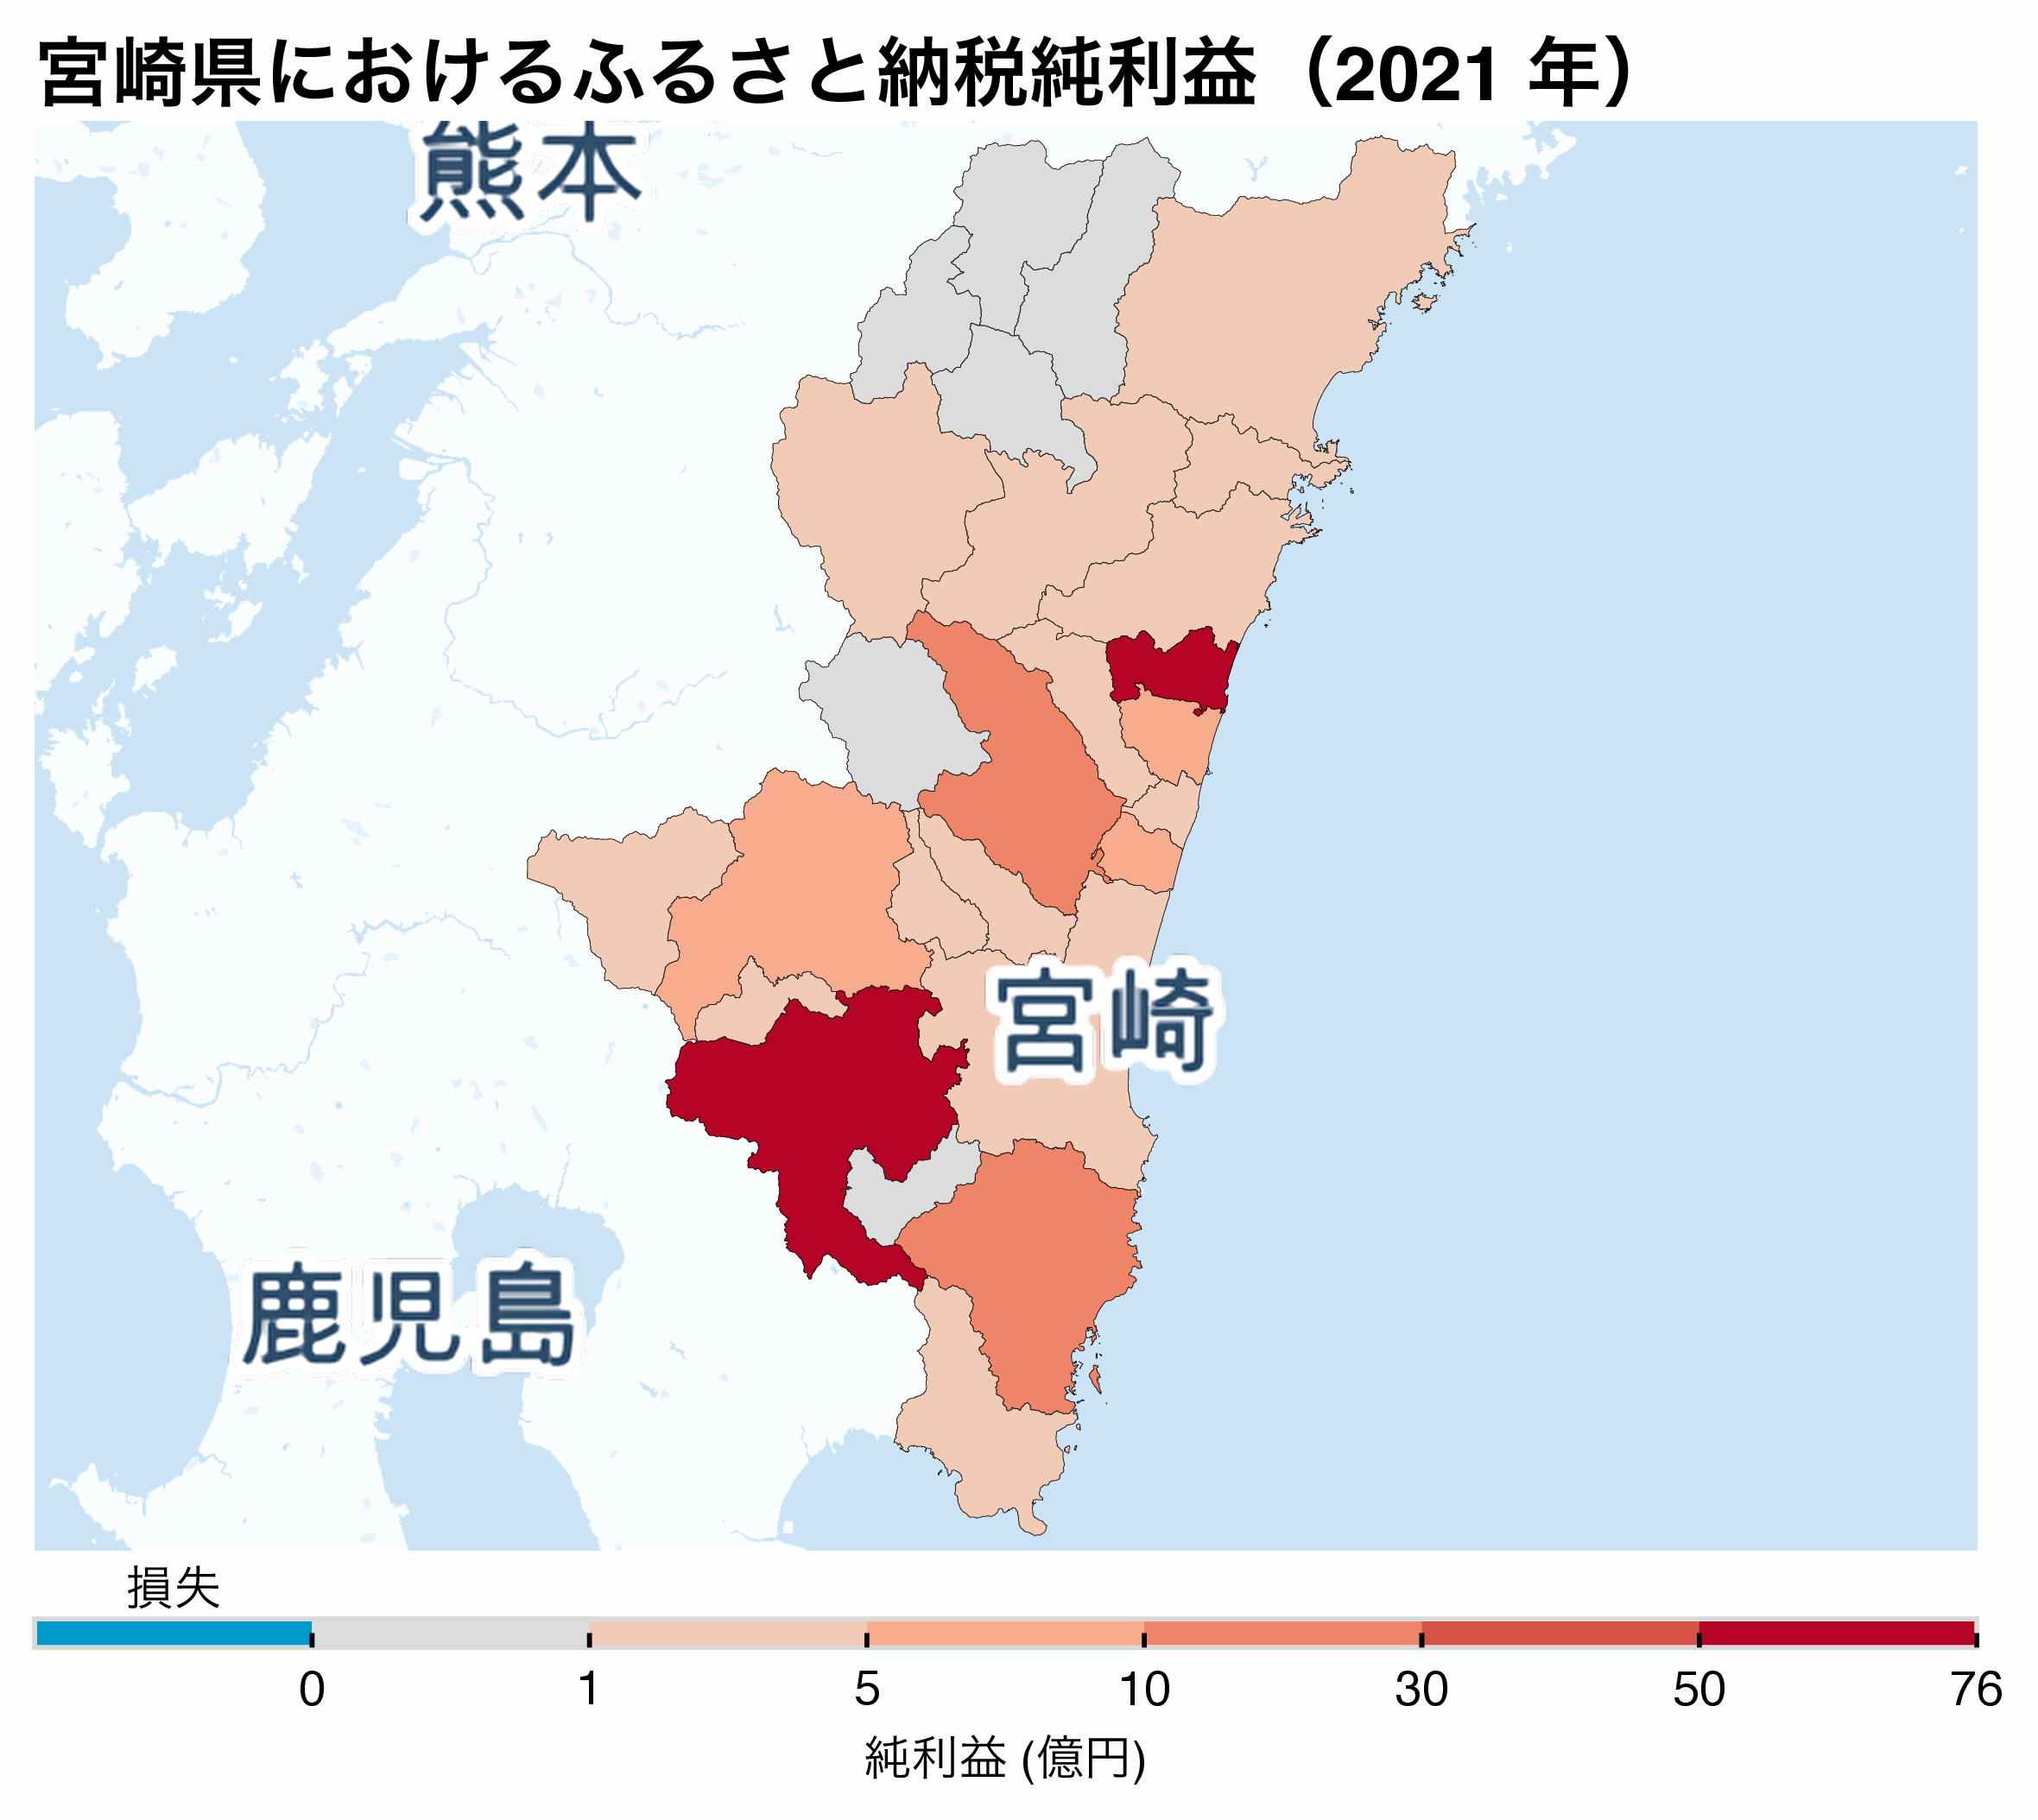 宮崎県におけるふるさと納税純利益（2021 年）
熊本
宮崎
鹿児島
損失
0 1 5 10 30 50 76
純利益 (億円)